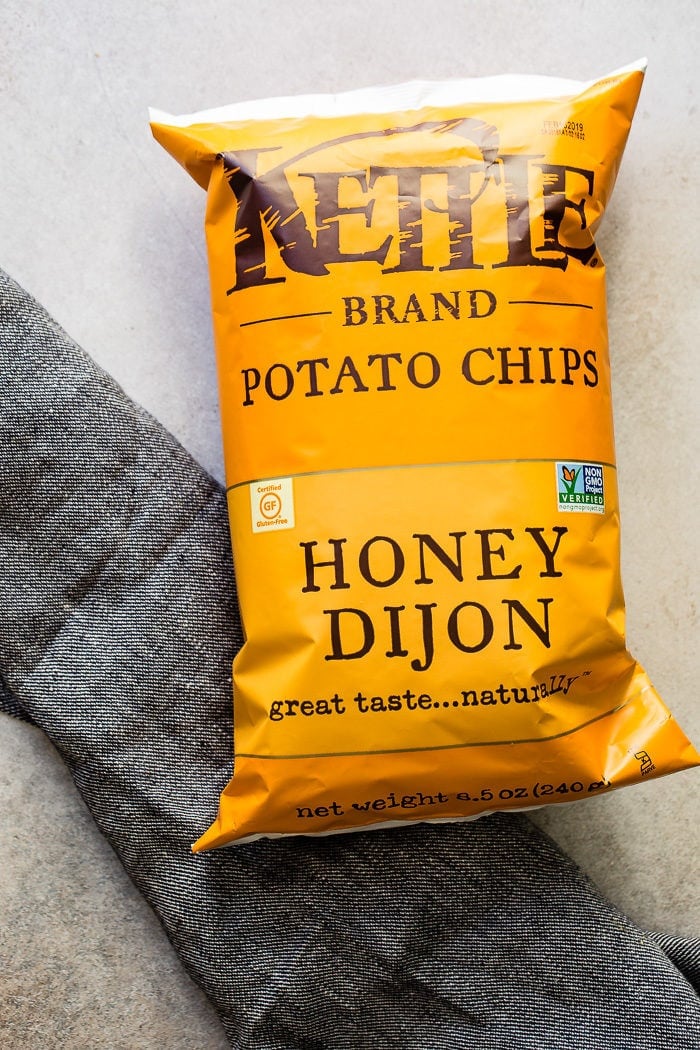 KETTLE
®
BRAND
POTATO CHIPS
Certified
GF
Gluten-Free
NON
GMO
Project
VERIFIED
nongmoproject.org
HONEY
DIJON
great taste...naturally™
net weight 8.5 oz (240 g)